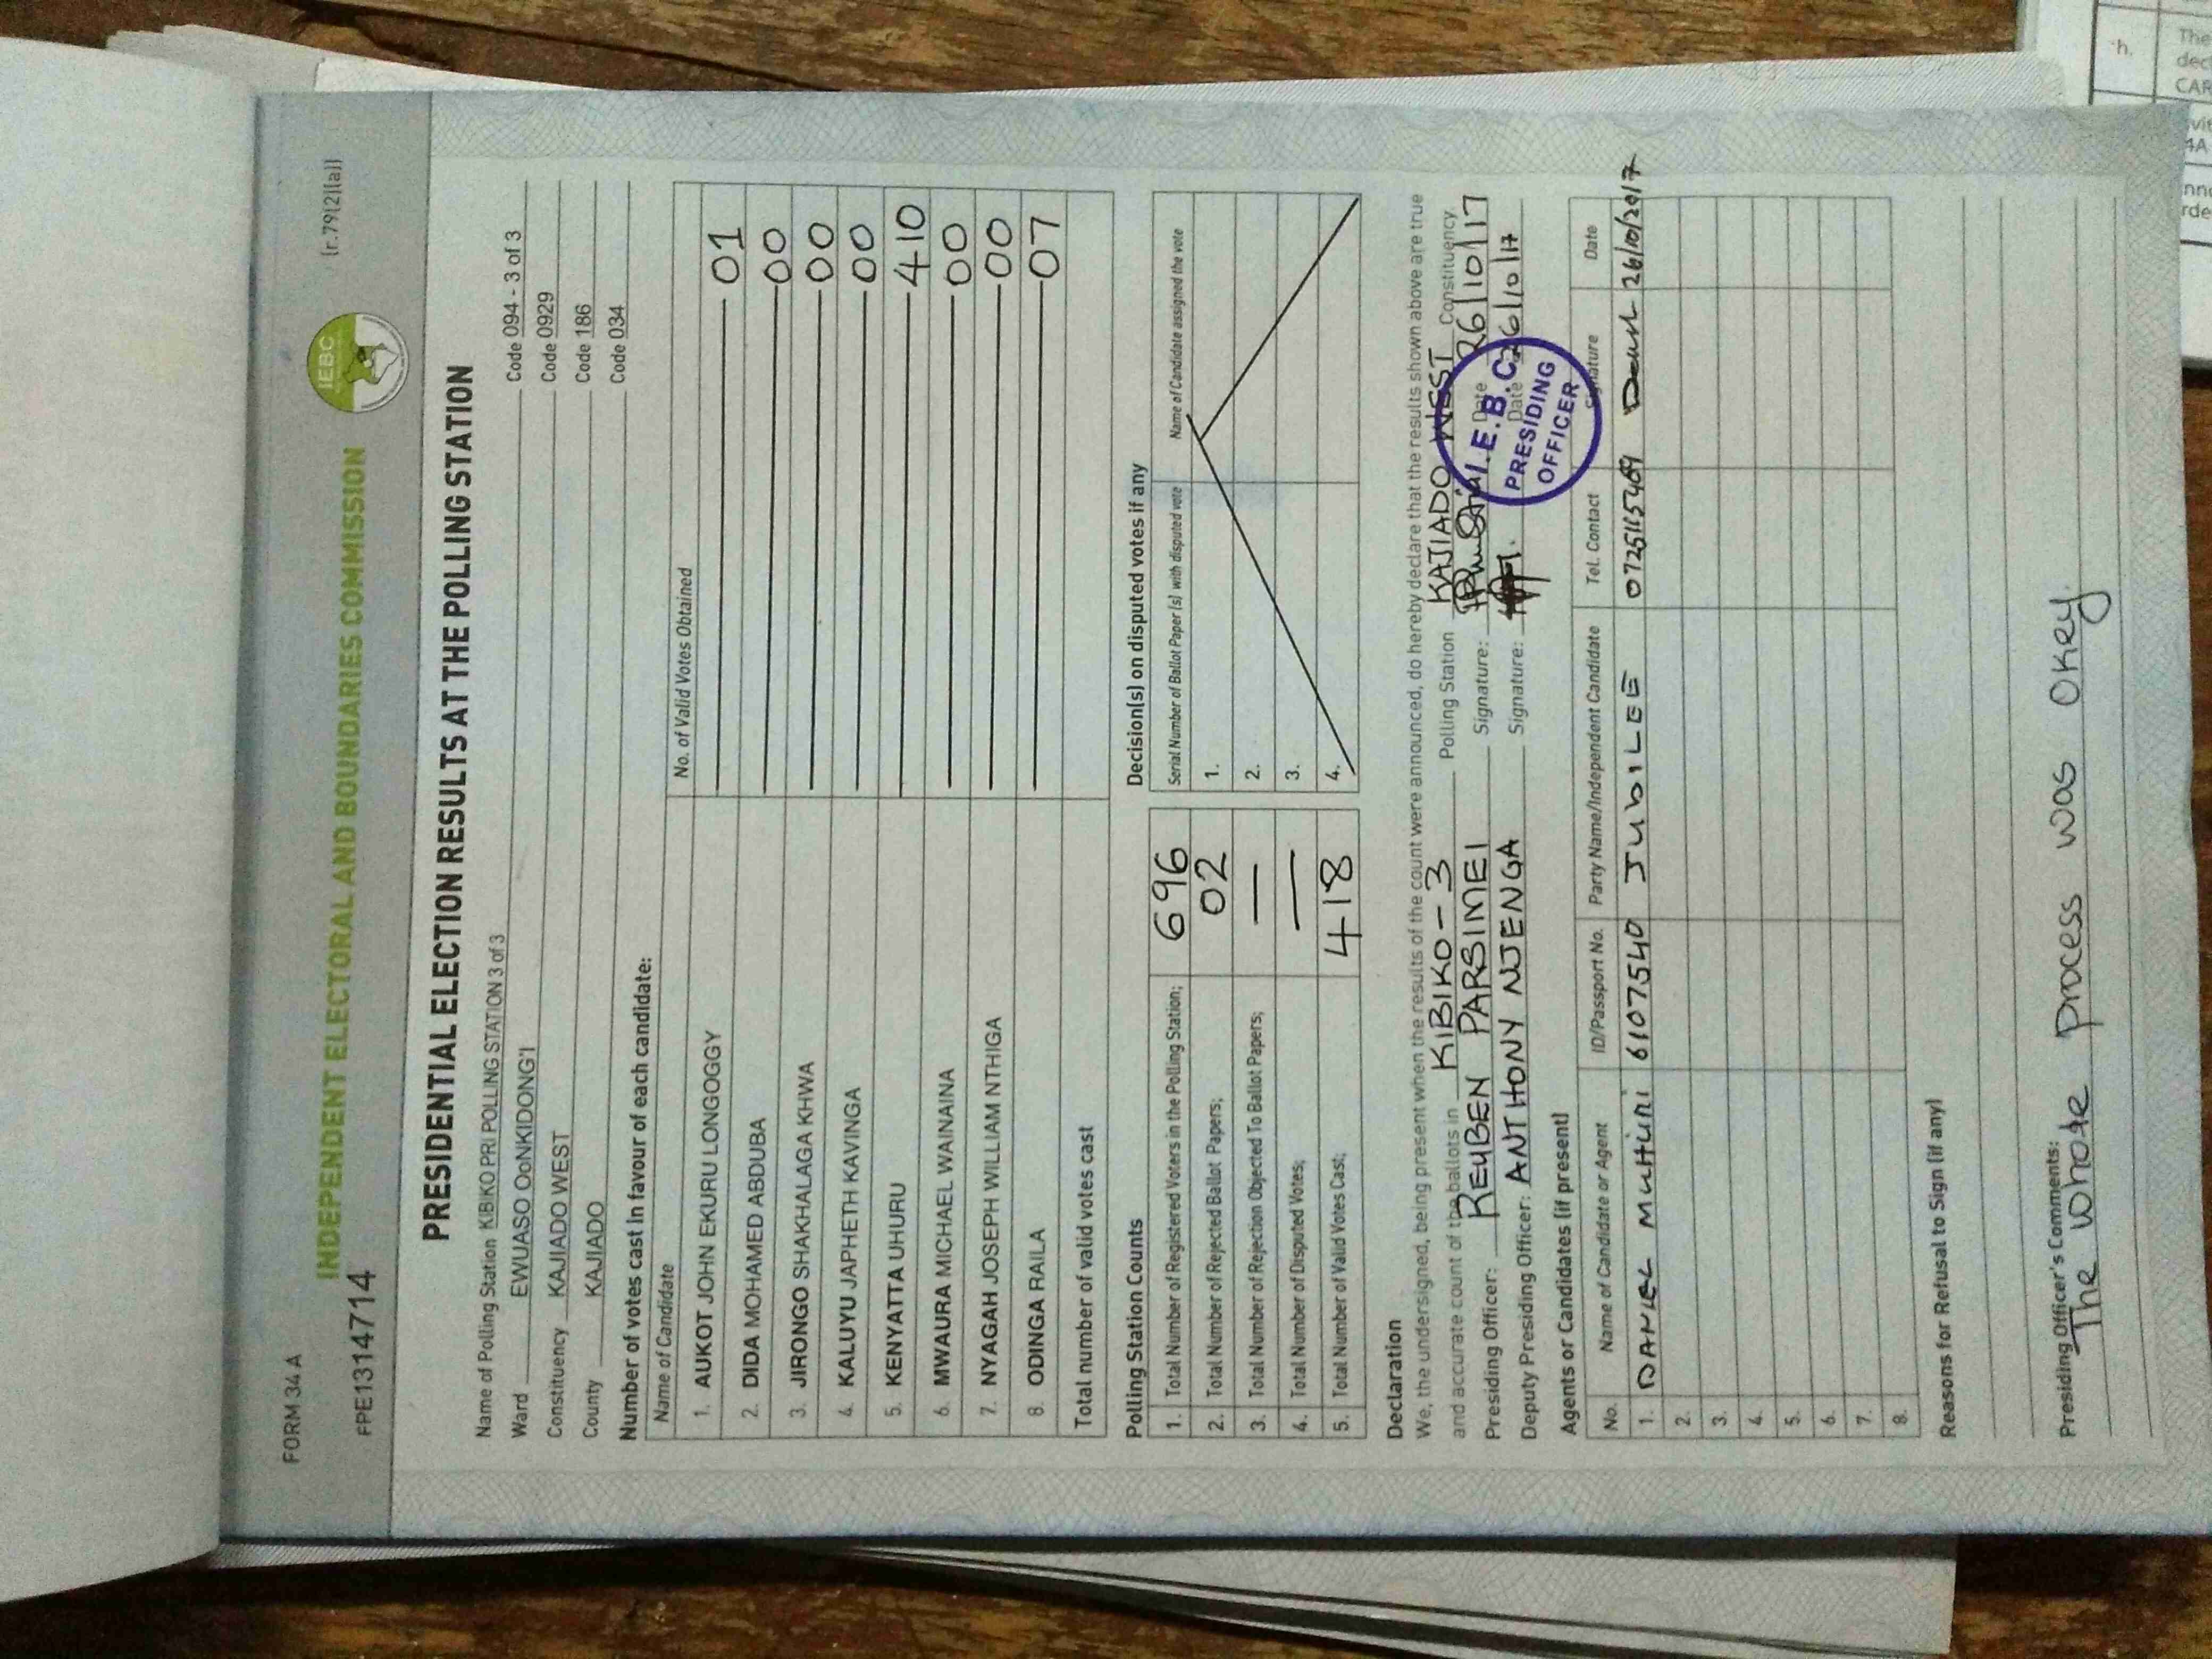 FORM 34 A
(r.79(2)(a))
INDEPENDENT ELECTORAL AND BOUNDARIES COMMISSION
IEBC
FPE1314714
PRESIDENTIAL ELECTION RESULTS AT THE POLLING STATION
Name of Polling Station KIBIKO PRI POLLING STATION 3 of 3 Code 094 - 3 of 3
Ward EWUASO OoNKIDONG'I Code 0929
Constituency KAJIADO WEST Code 186
County KAJIADO Code 034
Number of votes cast in favour of each candidate:
Name of Candidate No. of Valid Votes Obtained
1. AUKOT JOHN EKURU LONGOGGY 01
2. DIDA MOHAMED ABDUBA 00
3. JIRONGO SHAKHALAGA KHWA 00
4. KALUYU JAPHETH KAVINGA 00
5. KENYATTA UHURU 410
6. MWAURA MICHAEL WAINAINA 00
7. NYAGAH JOSEPH WILLIAM NTHIGA 00
8. ODINGA RAILA 07
Total number of valid votes cast
Polling Station Counts
1. Total Number of Registered Voters in the Polling Station; 696
2. Total Number of Rejected Ballot Papers; 02
3. Total Number of Rejection Objected To Ballot Papers; —
4. Total Number of Disputed Votes; —
5. Total Number of Valid Votes Cast; 418
Decision(s) on disputed votes if any
Serial Number of Ballot Paper (s) with disputed vote Name of Candidate assigned the vote
1.
2.
3.
4.
Declaration
We, the undersigned, being present when the results of the count were announced, do hereby declare that the results shown above are true
and accurate count of the ballots in KIBIKO - 3 Polling Station KAJIADO WEST Constituency.
Presiding Officer: REUBEN PARSIMEI Signature: Date 26/10/17
Deputy Presiding Officer: ANTHONY NJENGA Signature: Date 26/10/17
I.E.B.C.
PRESIDING
OFFICER
Agents or Candidates (if present)
No. Name of Candidate or Agent ID/Passport No. Party Name/Independent Candidate Tel. Contact Signature Date
1. DANIEL MUHIURI 6107540 JUBILEE 26/10/2017
2.
3.
4.
5.
6.
7.
8.
Reasons for Refusal to Sign (if any)
Presiding Officer's Comments:
The whole process was okey.
h. The